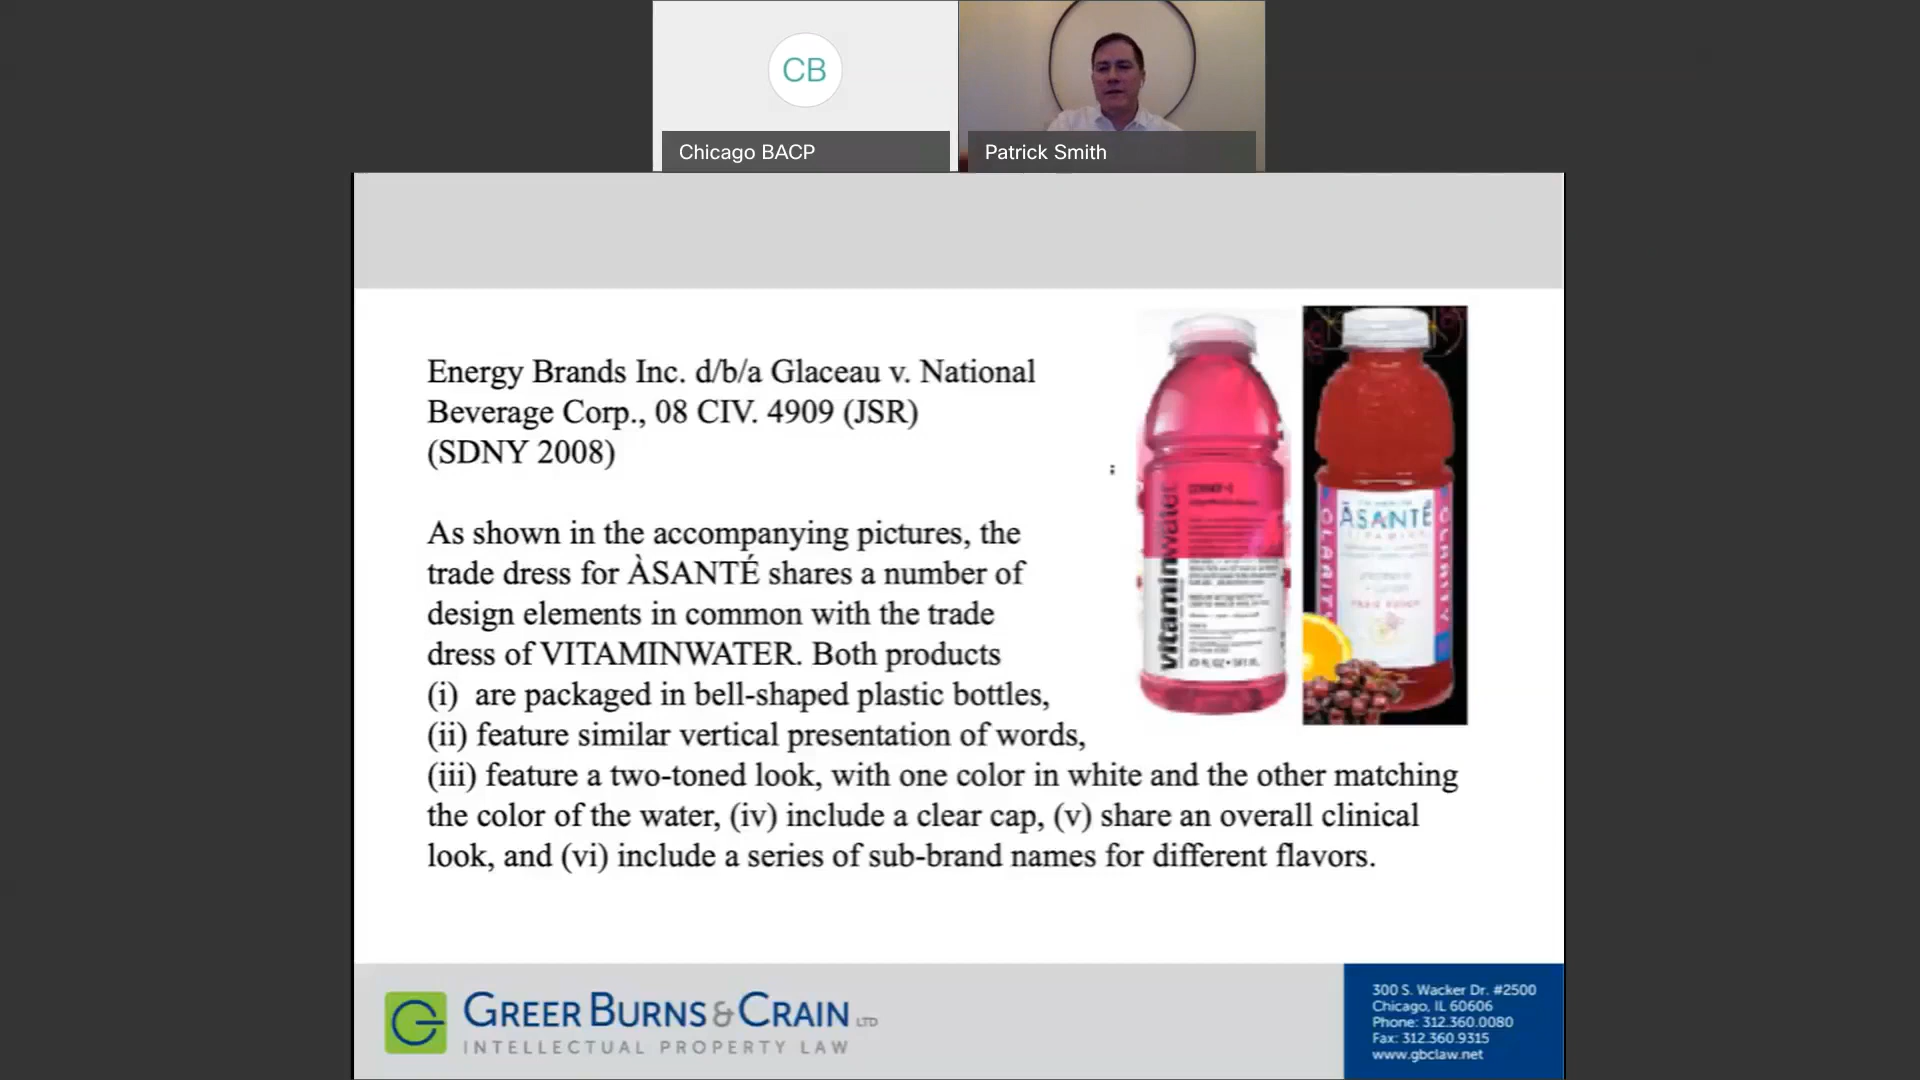 CB
Chicago BACP
Patrick Smith
Energy Brands Inc. d/b/a Glaceau v. National
Beverage Corp., 08 CIV. 4909 (JSR)
(SDNY 2008)
As shown in the accompanying pictures, the
trade dress for ÀSANTÉ shares a number of
design elements in common with the trade
dress of VITAMINWATER. Both products
(i) are packaged in bell-shaped plastic bottles,
(ii) feature similar vertical presentation of words,
(iii) feature a two-toned look, with one color in white and the other matching
the color of the water, (iv) include a clear cap, (v) share an overall clinical
look, and (vi) include a series of sub-brand names for different flavors.
vitaminwater
ÀSANTÉ
CLARITY
CLARITY
GREER BURNS & CRAIN LTD
INTELLECTUAL PROPERTY LAW
300 S. Wacker Dr. #2500
Chicago, IL 60606
Phone: 312.360.0080
Fax: 312.360.9315
www.gbclaw.net